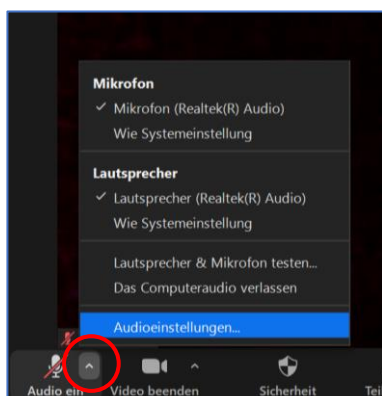 Mikrofon
✓ Mikrofon (Realtek(R) Audio)
Wie Systemeinstellung
Lautsprecher
✓ Lautsprecher (Realtek(R) Audio)
Wie Systemeinstellung
Lautsprecher & Mikrofon testen...
Das Computeraudio verlassen
Audioeinstellungen...
Audio ein Video beenden Sicherheit Teil